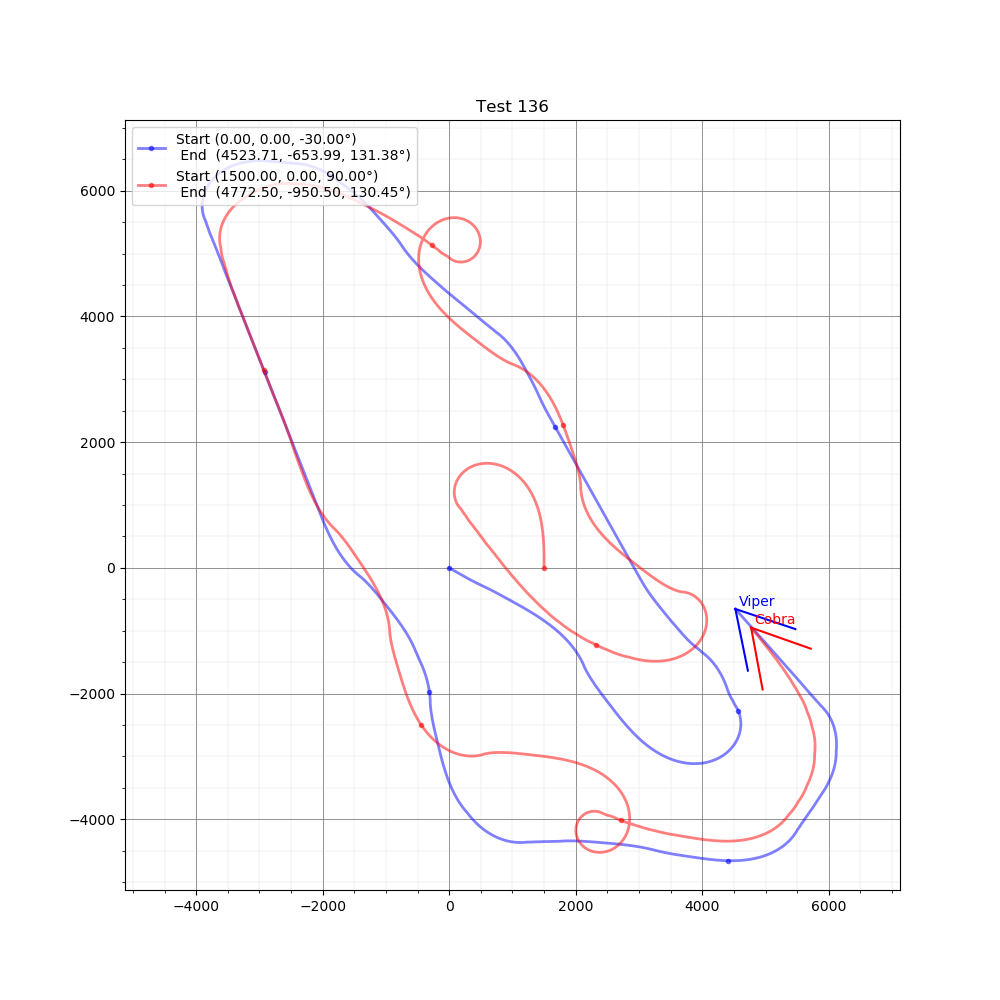 Test 136
Start (0.00, 0.00, -30.00°)
End  (4523.71, -653.99, 131.38°)
Start (1500.00, 0.00, 90.00°)
End  (4772.50, -950.50, 130.45°)
6000
4000
2000
0
−2000
−4000
Viper
Cobra
−4000 −2000 0 2000 4000 6000